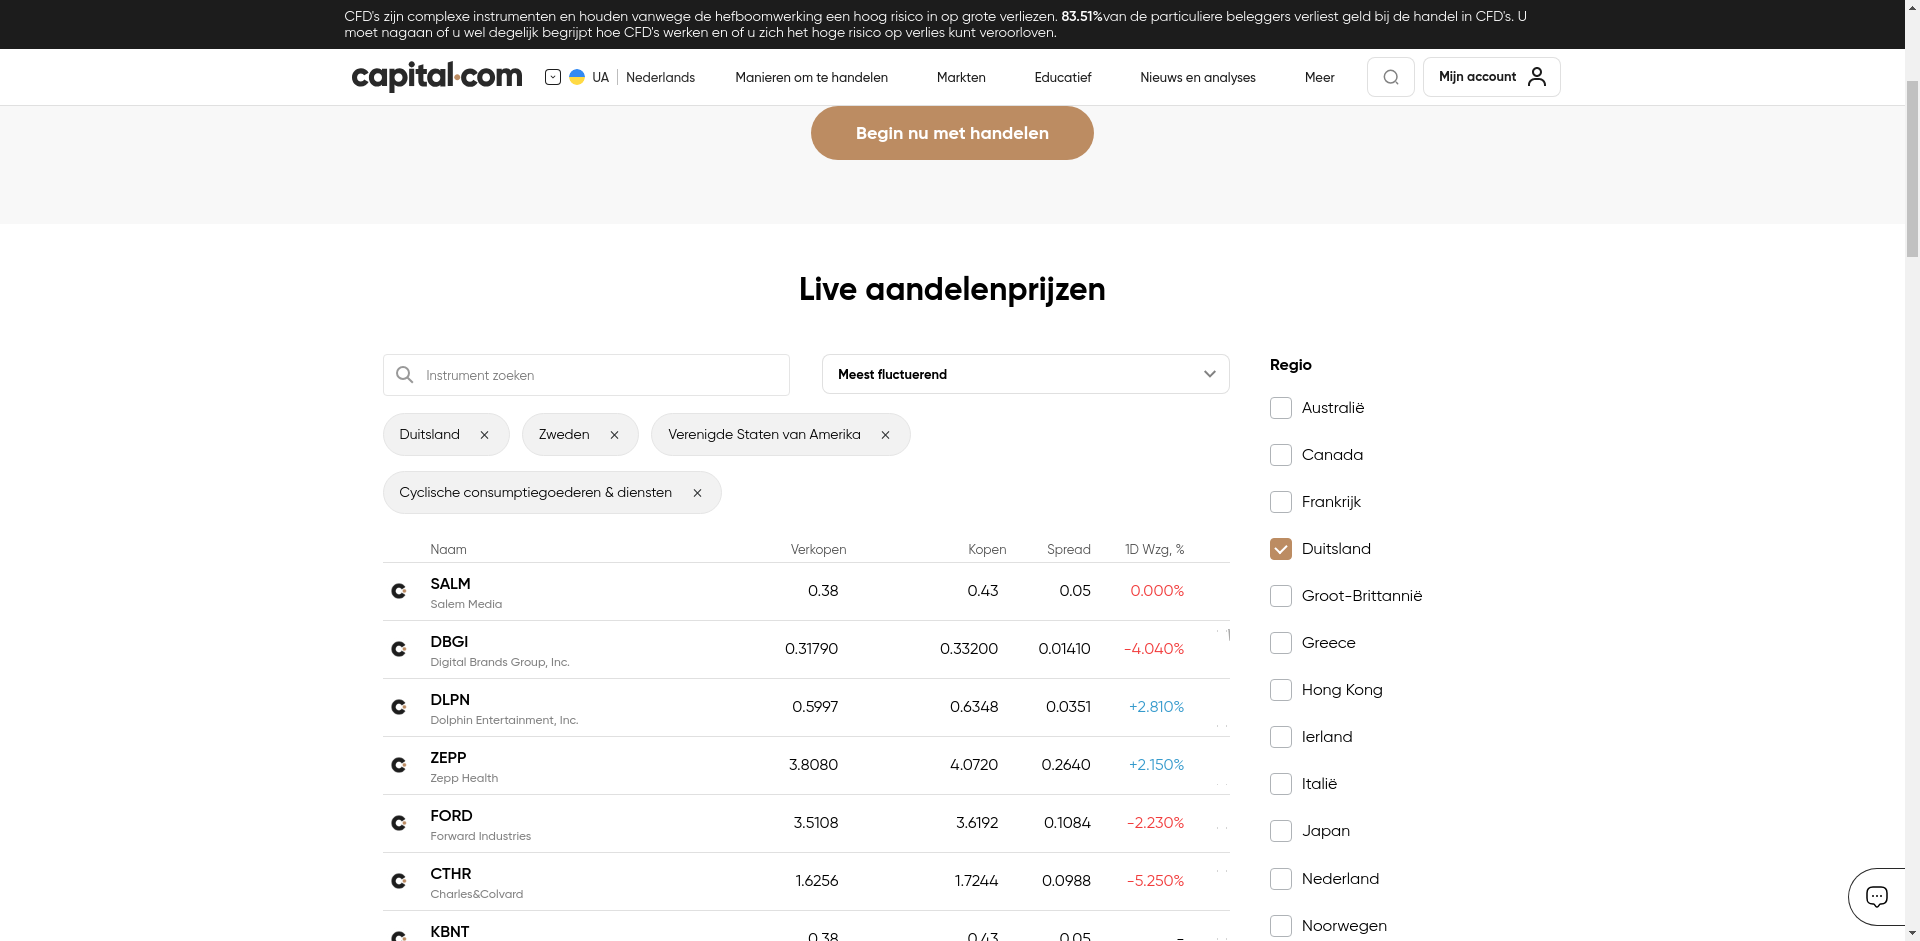 CFD's zijn complexe instrumenten en houden vanwege de hefboomwerking een hoog risico in op grote verliezen. 83.51%van de particuliere beleggers verliest geld bij de handel in CFD's. U
moet nagaan of u wel degelijk begrijpt hoe CFD's werken en of u zich het hoge risico op verlies kunt veroorloven.
capital.com UA Nederlands Manieren om te handelen Markten Educatief Nieuws en analyses Meer Mijn account
Begin nu met handelen
Live aandelenprijzen
Instrument zoeken
Meest fluctuerend
Duitsland Zweden Verenigde Staten van Amerika
Cyclische consumptiegoederen & diensten
Naam Verkopen Kopen Spread 1D Wzg, %
SALM 0.38 0.43 0.05 0.000%
Salem Media
DBGI 0.31790 0.33200 0.01410 -4.040%
Digital Brands Group, Inc.
DLPN 0.5997 0.6348 0.0351 +2.810%
Dolphin Entertainment, Inc.
ZEPP 3.8080 4.0720 0.2640 +2.150%
Zepp Health
FORD 3.5108 3.6192 0.1084 -2.230%
Forward Industries
CTHR 1.6256 1.7244 0.0988 -5.250%
Charles&Colvard
KBNT 0.38 0.43 0.05 -
Regio
Australië
Canada
Frankrijk
Duitsland
Groot-Brittannië
Greece
Hong Kong
Ierland
Italië
Japan
Nederland
Noorwegen